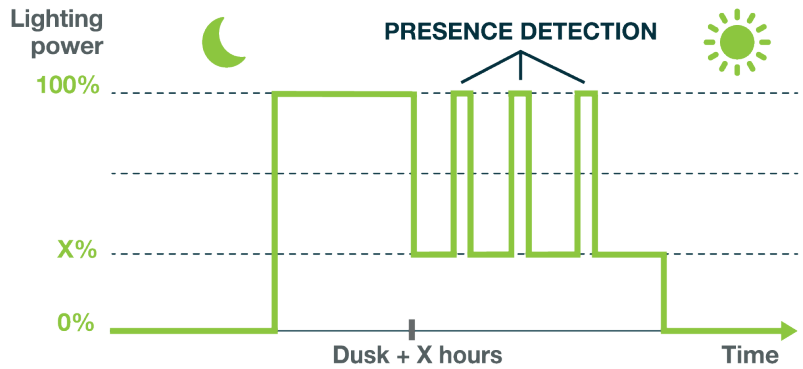 Lighting
power
PRESENCE DETECTION
100%
X%
0%
Dusk + X hours
Time